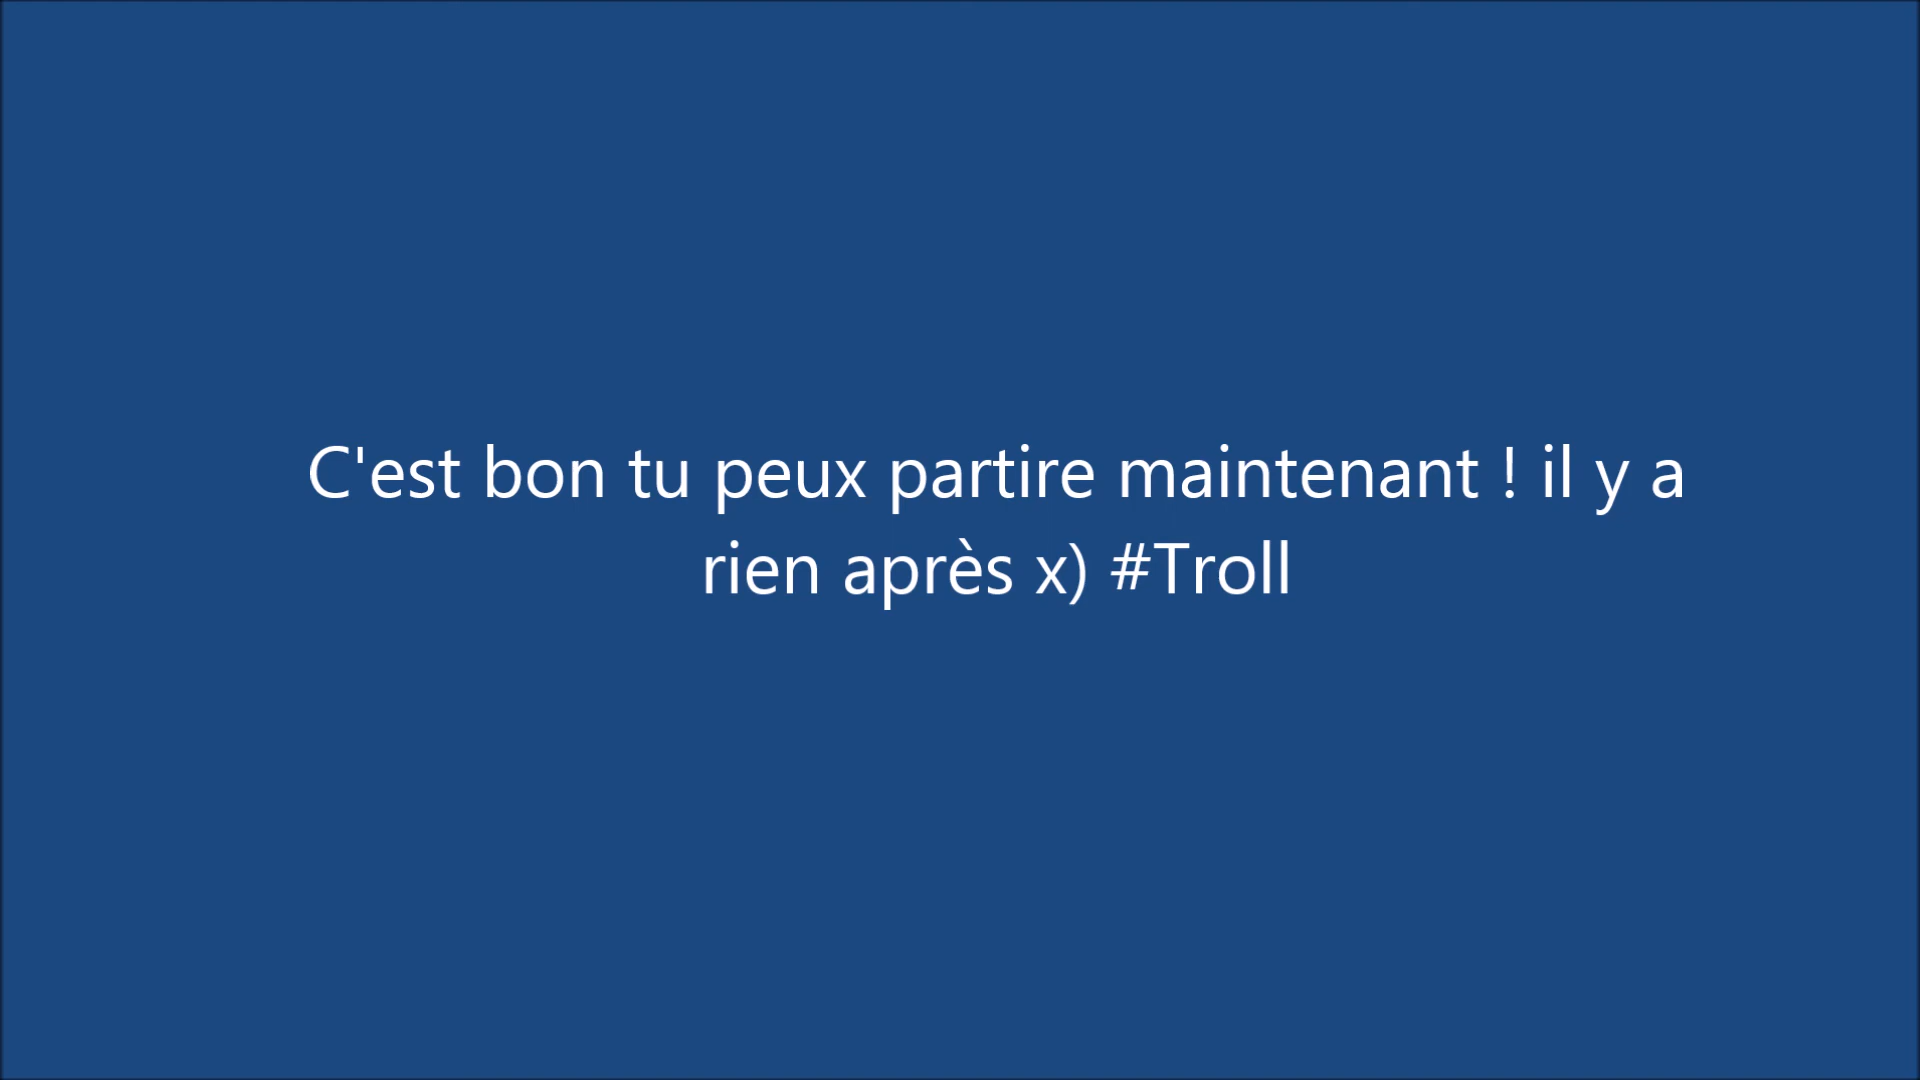 C'est bon tu peux partire maintenant ! il y a
rien après x) #Troll